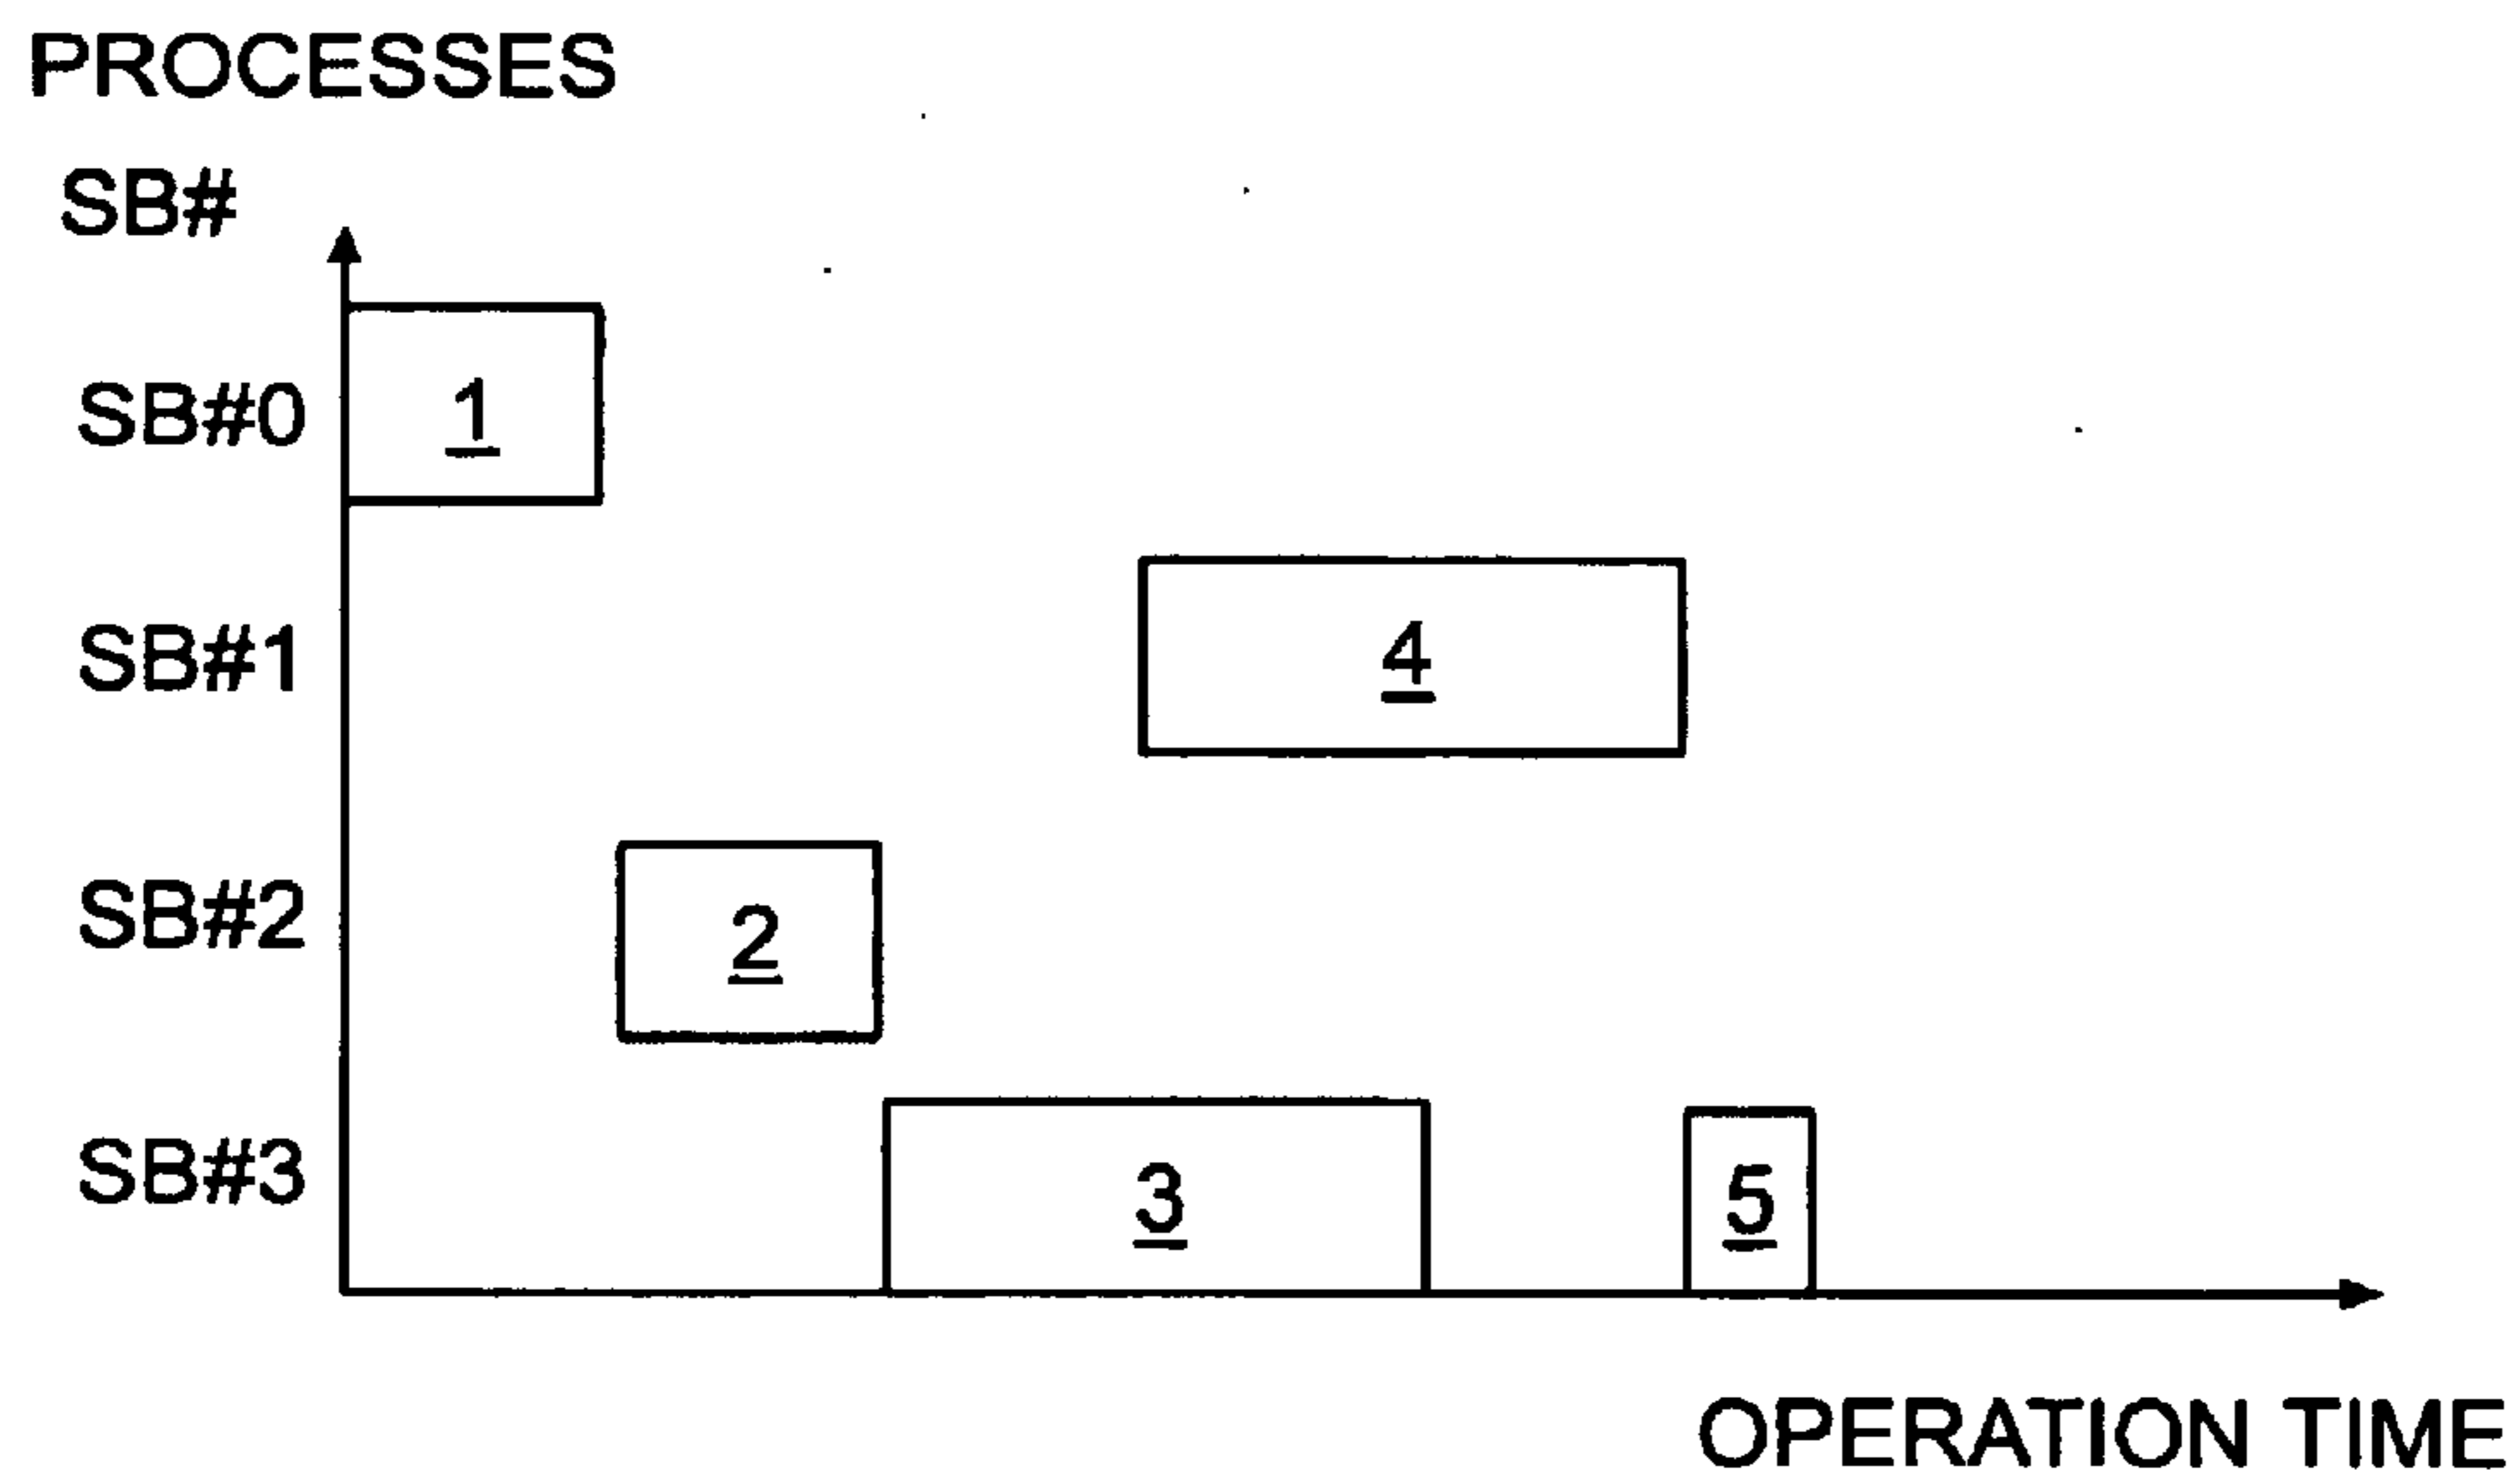 PROCESSES
SB#
SB#0
1
SB#1
4
SB#2
2
SB#3
3
5
OPERATION TIME